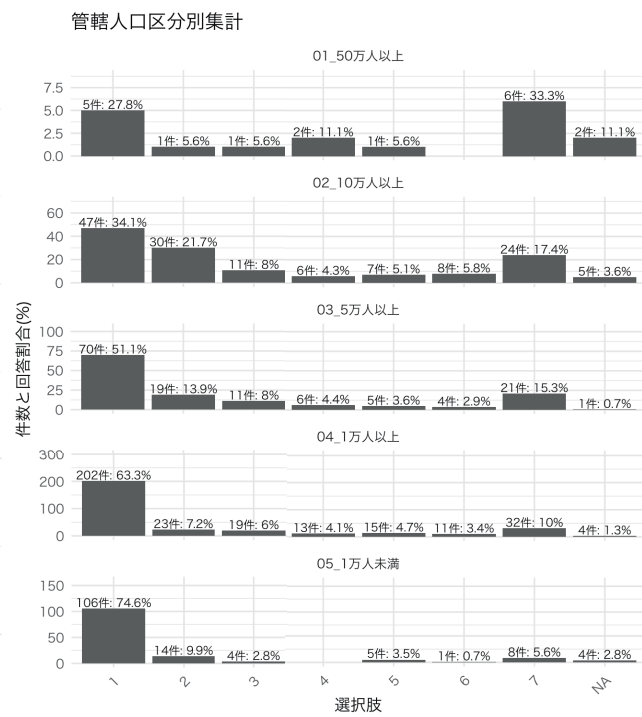 管轄人口区分別集計
01_50万人以上
7.5
5.0
2.5
0.0
5件: 27.8%
1件: 5.6%
1件: 5.6%
2件: 11.1%
1件: 5.6%
6件: 33.3%
2件: 11.1%
02_10万人以上
60
40
20
0
47件: 34.1%
30件: 21.7%
11件: 8%
6件: 4.3%
7件: 5.1%
8件: 5.8%
24件: 17.4%
5件: 3.6%
件数と回答割合(%)
03_5万人以上
100
75
50
25
0
70件: 51.1%
19件: 13.9%
11件: 8%
6件: 4.4%
5件: 3.6%
4件: 2.9%
21件: 15.3%
1件: 0.7%
04_1万人以上
300
200
100
0
202件: 63.3%
23件: 7.2%
19件: 6%
13件: 4.1%
15件: 4.7%
11件: 3.4%
32件: 10%
4件: 1.3%
05_1万人未満
150
100
50
0
106件: 74.6%
14件: 9.9%
4件: 2.8%
5件: 3.5%
1件: 0.7%
8件: 5.6%
4件: 2.8%
1
2
3
4
5
6
7
NA
選択肢